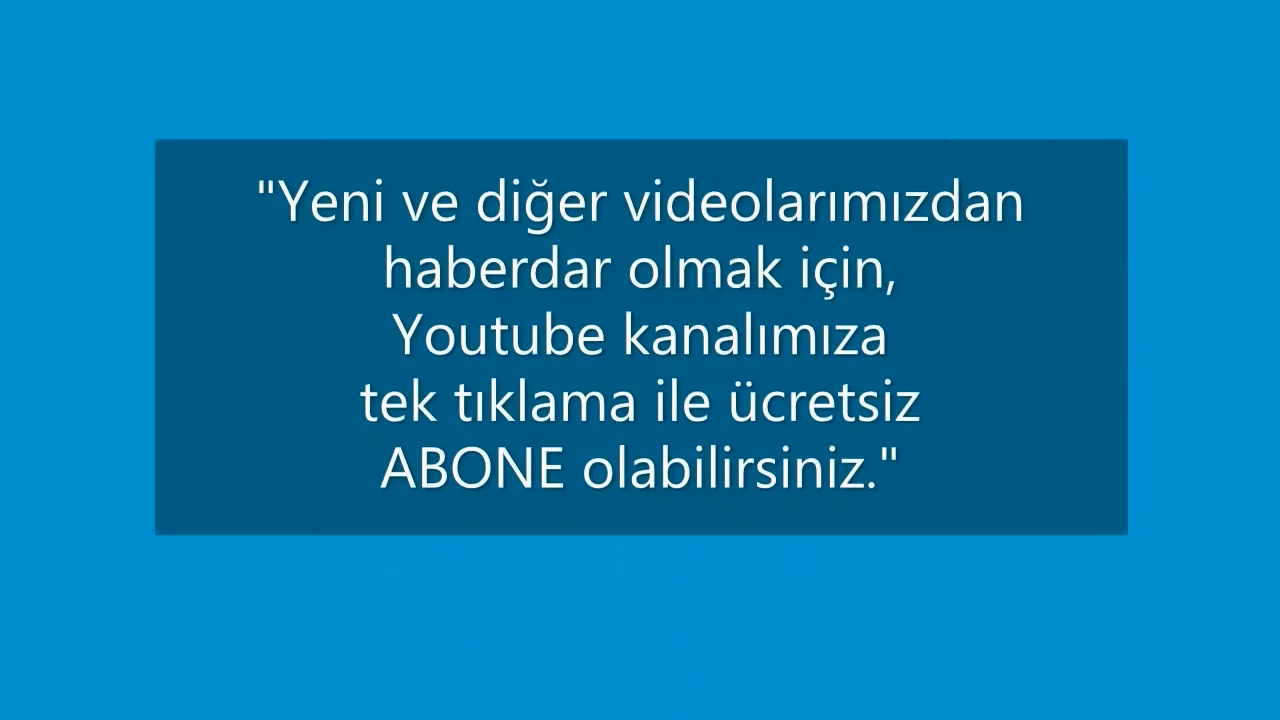 "Yeni ve diğer videolarımızdan
haberdar olmak için,
Youtube kanalımıza
tek tıklama ile ücretsiz
ABONE olabilirsiniz."